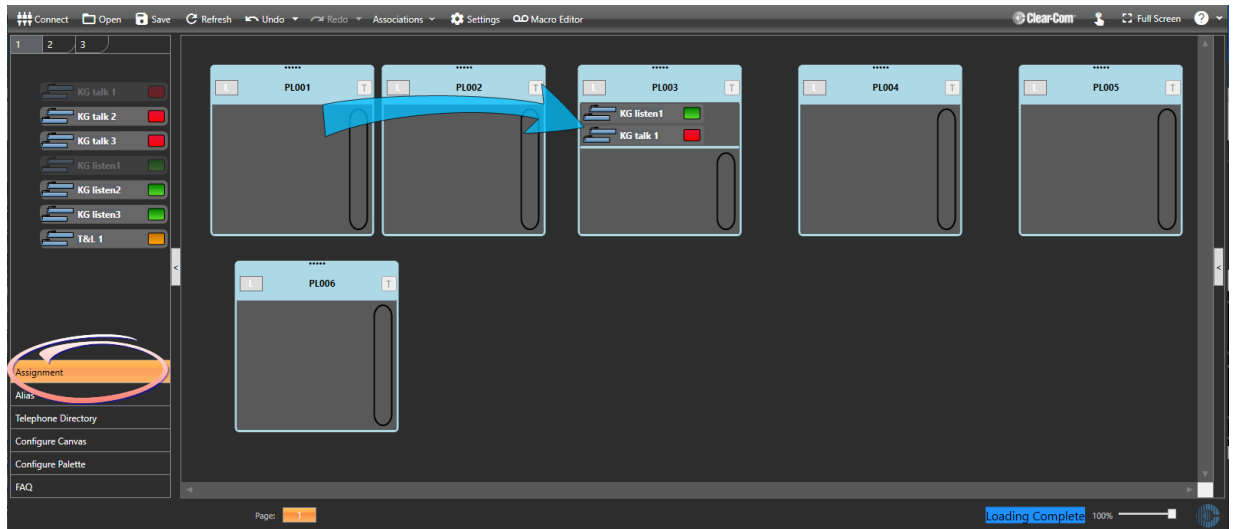 Connect Open Save Refresh Undo Redo Associations Settings Macro Editor Clear-Com Full Screen ?
1 2 3
KG talk 1
KG talk 2
KG talk 3
KG listen1
KG listen2
KG listen3
T&L 1
L PL001 T
L PL002 T
L PL003 T
KG listen1
KG talk 1
L PL004 T
L PL005 T
L PL006 T
<
<
Assignment
Alias
Telephone Directory
Configure Canvas
Configure Palette
FAQ
Page: 1 Loading Complete 100%